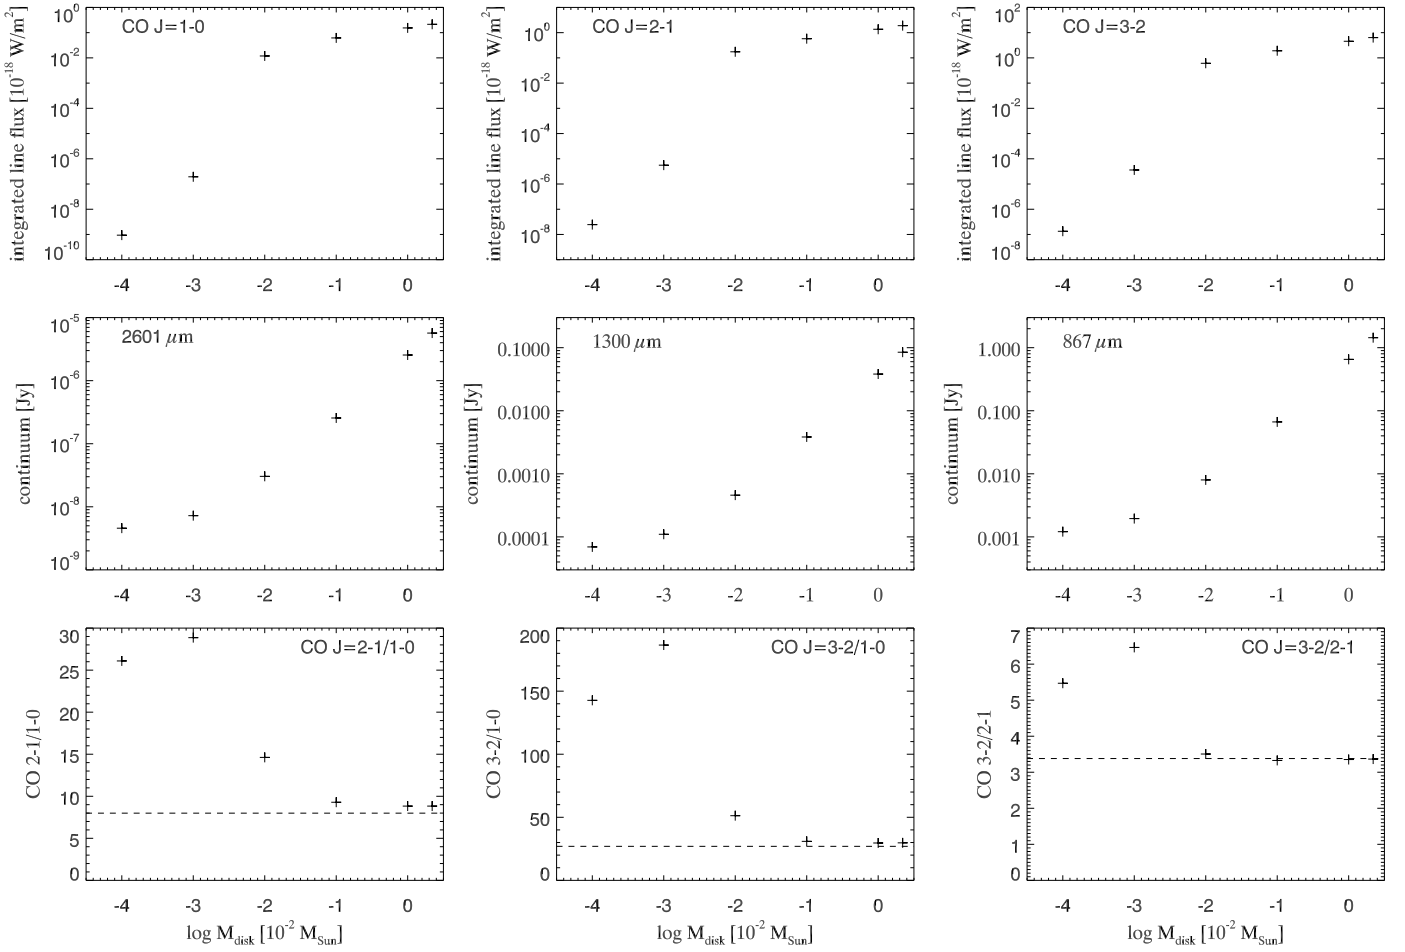 CO J=1-0
integrated line flux [10^-18 W/m^2]
10^0
10^-2
10^-4
10^-6
10^-8
10^-10
-4 -3 -2 -1 0
CO J=2-1
integrated line flux [10^-18 W/m^2]
10^0
10^-2
10^-4
10^-6
10^-8
-4 -3 -2 -1 0
CO J=3-2
integrated line flux [10^-18 W/m^2]
10^2
10^0
10^-2
10^-4
10^-6
10^-8
-4 -3 -2 -1 0
2601 μm
continuum [Jy]
10^-5
10^-6
10^-7
10^-8
10^-9
-4 -3 -2 -1 0
1300 μm
continuum [Jy]
0.1000
0.0100
0.0010
0.0001
-4 -3 -2 -1 0
867 μm
continuum [Jy]
1.000
0.100
0.010
0.001
-4 -3 -2 -1 0
CO J=2-1/1-0
CO 2-1/1-0
30
25
20
15
10
5
0
-4 -3 -2 -1 0
log M_disk [10^-2 M_Sun]
CO J=3-2/1-0
CO 3-2/1-0
200
150
100
50
0
-4 -3 -2 -1 0
log M_disk [10^-2 M_Sun]
CO J=3-2/2-1
CO 3-2/2-1
7
6
5
4
3
2
1
0
-4 -3 -2 -1 0
log M_disk [10^-2 M_Sun]